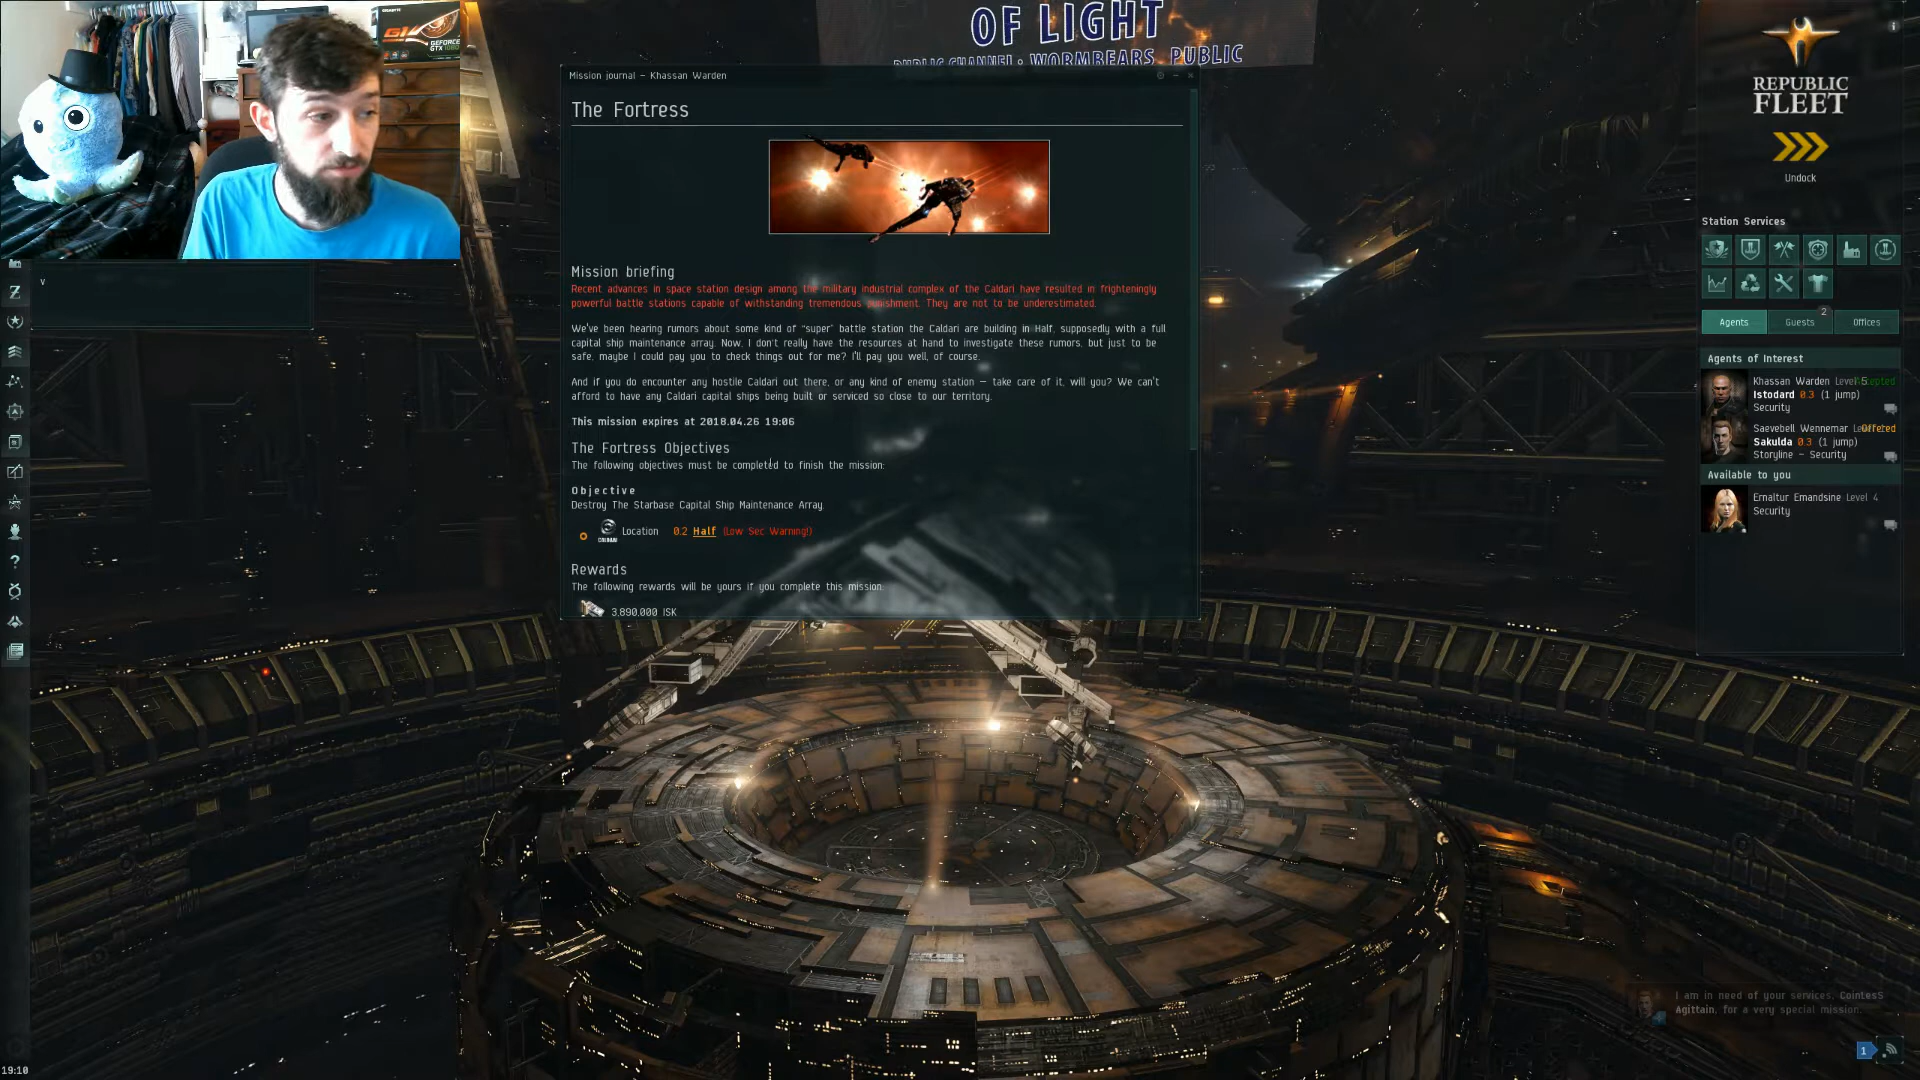 OF LIGHT
PUBLIC CHANNEL: WORMBEARS PUBLIC
GIGABYTE
GEFORCE
GTX 1080
Mission journal - Khassan Warden
The Fortress
Mission briefing
Recent advances in space station design among the military industrial complex of the Caldari have resulted in frighteningly
powerful battle stations capable of withstanding tremendous punishment. They are not to be underestimated.
We've been hearing rumors about some kind of "super" battle station the Caldari are building in Half, supposedly with a full
capital ship maintenance array. Now, I don't really have the resources at hand to investigate these rumors, but just to be
safe, maybe I could pay you to check things out for me? I'll pay you well, of course.
And if you do encounter any hostile Caldari out there, or any kind of enemy station – take care of it, will you? We can't
afford to have any Caldari capital ships being built or serviced so close to our territory.
This mission expires at 2018.04.26 19:06
The Fortress Objectives
The following objectives must be completed to finish the mission:
Objective
Destroy The Starbase Capital Ship Maintenance Array.
Location 0.2 Half (Low Sec Warning!)
Rewards
The following rewards will be yours if you complete this mission:
3,890,000 ISK
REPUBLIC
FLEET
Undock
Station Services
2
Agents Guests Offices
Agents of Interest
Khassan Warden Level 5
Istodard 0.3 (1 jump)
Security
Saevebell Wennemar Offered
Sakulda 0.3 (1 jump)
Storyline - Security
Available to you
Emaltur Emandsine Level 4
Security
v
Z
?
I am in need of your services, CointesS
Agittain, for a very special mission.
1
19:10